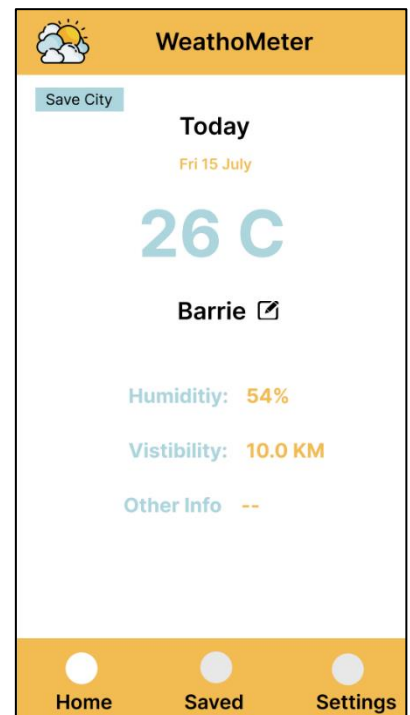 WeathoMeter
Save City
Today
Fri 15 July
26 C
Barrie
Humiditiy: 54%
Vistibility: 10.0 KM
Other Info --
Home Saved Settings